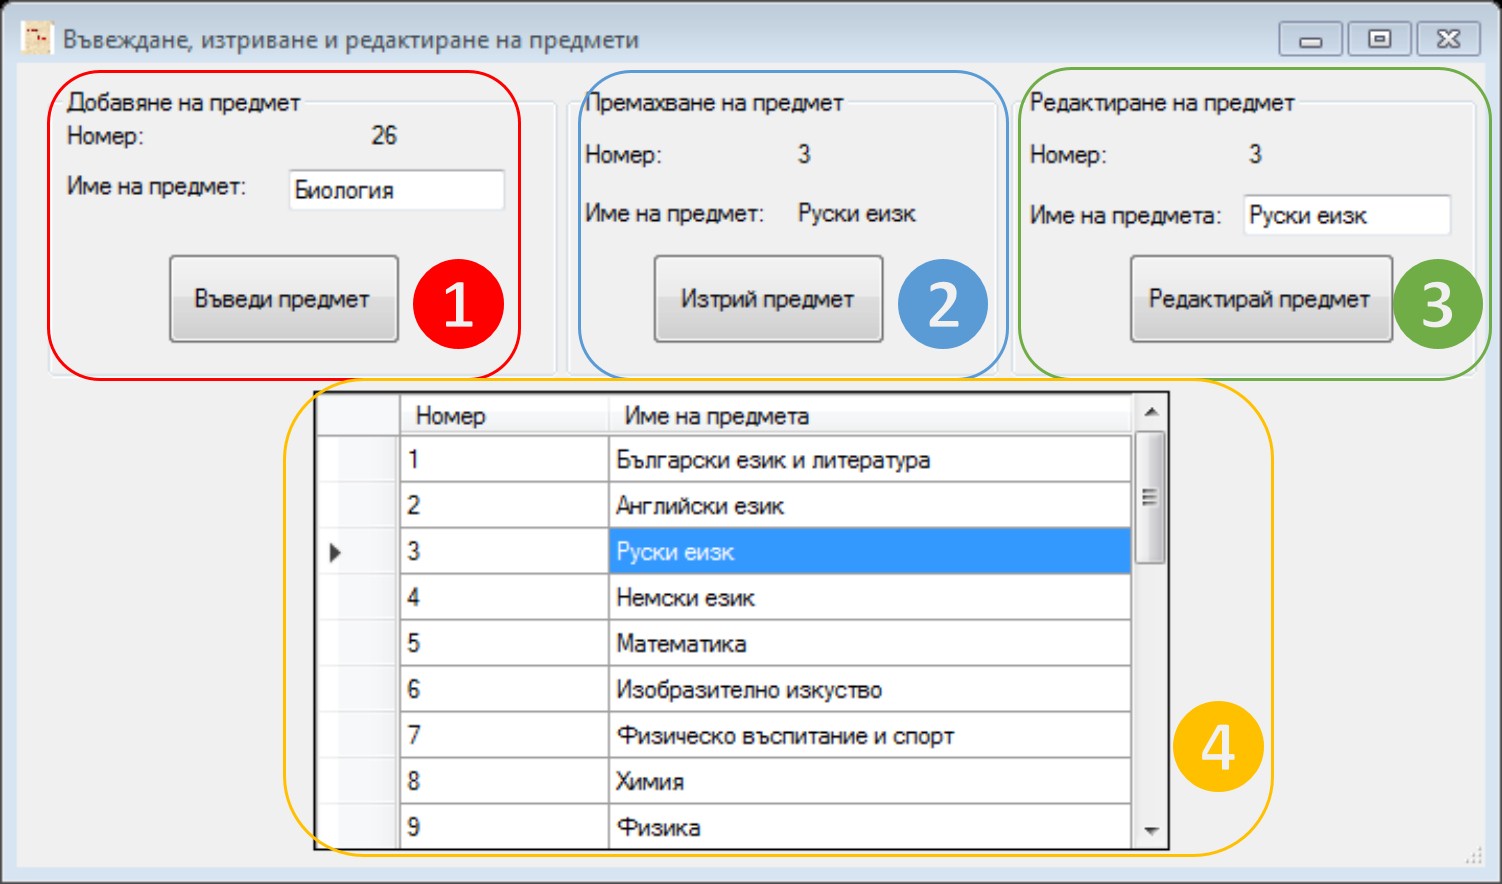 Въвеждане, изтриване и редактиране на предмети
Добавяне на предмет
Номер: 26
Име на предмет: Биология
Въведи предмет
1
Премахване на предмет
Номер: 3
Име на предмет: Руски еизк
Изтрий предмет
2
Редактиране на предмет
Номер: 3
Име на предмета: Руски еизк
Редактирай предмет
3
Номер Име на предмета
1 Български език и литература
2 Английски език
3 Руски еизк
4 Немски език
5 Математика
6 Изобразително изкуство
7 Физическо възпитание и спорт
8 Химия
9 Физика
4